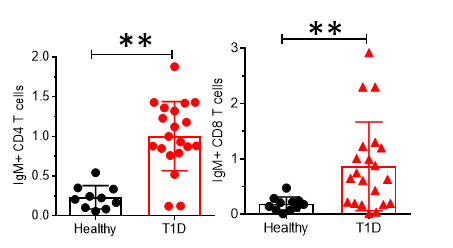 **
IgM+ CD4 T cells
2.0
1.5
1.0
0.5
0.0
Healthy
T1D
**
IgM+ CD8 T cells
3
2
1
0
Healthy
T1D